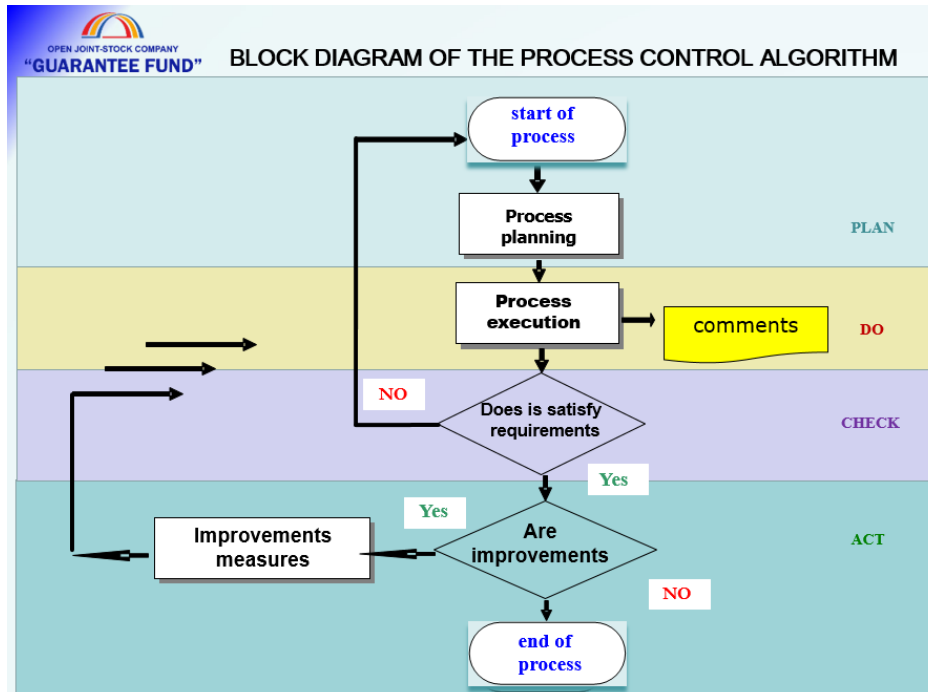 OPEN JOINT-STOCK COMPANY
“GUARANTEE FUND”
BLOCK DIAGRAM OF THE PROCESS CONTROL ALGORITHM
start of
process
Process
planning
PLAN
Process
execution
comments
DO
NO
Does is satisfy
requirements
CHECK
Yes
Yes
Improvements
measures
Are
improvements
ACT
NO
end of
process